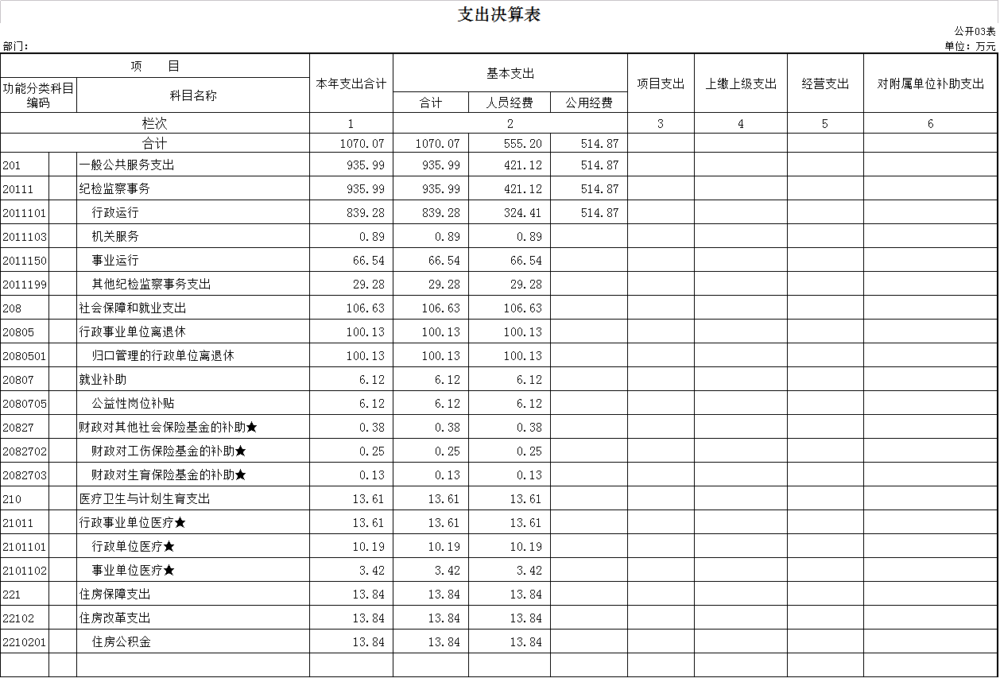 支出决算表
公开03表
部门： 单位：万元
项 目 本年支出合计 基本支出 项目支出 上缴上级支出 经营支出 对附属单位补助支出
功能分类科目编码 科目名称 合计 人员经费 公用经费
栏次 1 2 3 4 5 6
合计 1070.07 1070.07 555.20 514.87
201 一般公共服务支出 935.99 935.99 421.12 514.87
20111 纪检监察事务 935.99 935.99 421.12 514.87
2011101 行政运行 839.28 839.28 324.41 514.87
2011103 机关服务 0.89 0.89 0.89
2011150 事业运行 66.54 66.54 66.54
2011199 其他纪检监察事务支出 29.28 29.28 29.28
208 社会保障和就业支出 106.63 106.63 106.63
20805 行政事业单位离退休 100.13 100.13 100.13
2080501 归口管理的行政单位离退休 100.13 100.13 100.13
20807 就业补助 6.12 6.12 6.12
2080705 公益性岗位补贴 6.12 6.12 6.12
20827 财政对其他社会保险基金的补助★ 0.38 0.38 0.38
2082702 财政对工伤保险基金的补助★ 0.25 0.25 0.25
2082703 财政对生育保险基金的补助★ 0.13 0.13 0.13
210 医疗卫生与计划生育支出 13.61 13.61 13.61
21011 行政事业单位医疗★ 13.61 13.61 13.61
2101101 行政单位医疗★ 10.19 10.19 10.19
2101102 事业单位医疗★ 3.42 3.42 3.42
221 住房保障支出 13.84 13.84 13.84
22102 住房改革支出 13.84 13.84 13.84
2210201 住房公积金 13.84 13.84 13.84